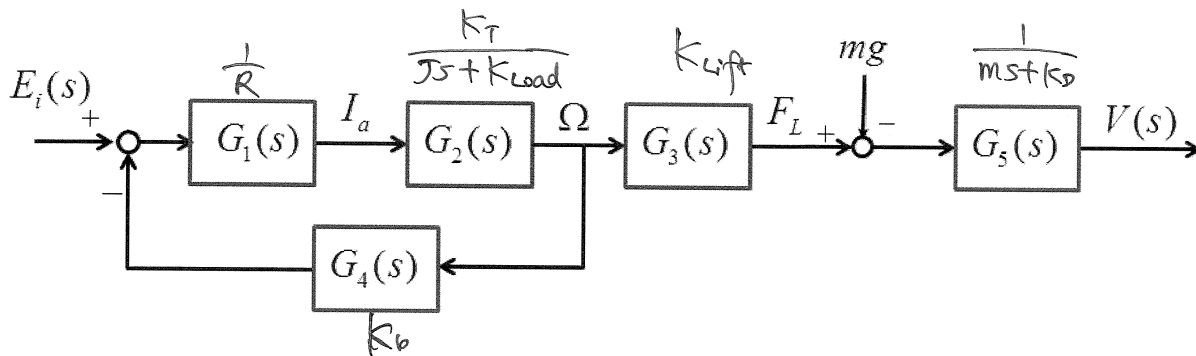 K_T
1
1
R
Js + K_Load
K_Lift
mg
ms + K_D
E_i(s)
+
G_1(s)
I_a
G_2(s)
Ω
G_3(s)
F_L
+
−
G_5(s)
V(s)
−
G_4(s)
K_b